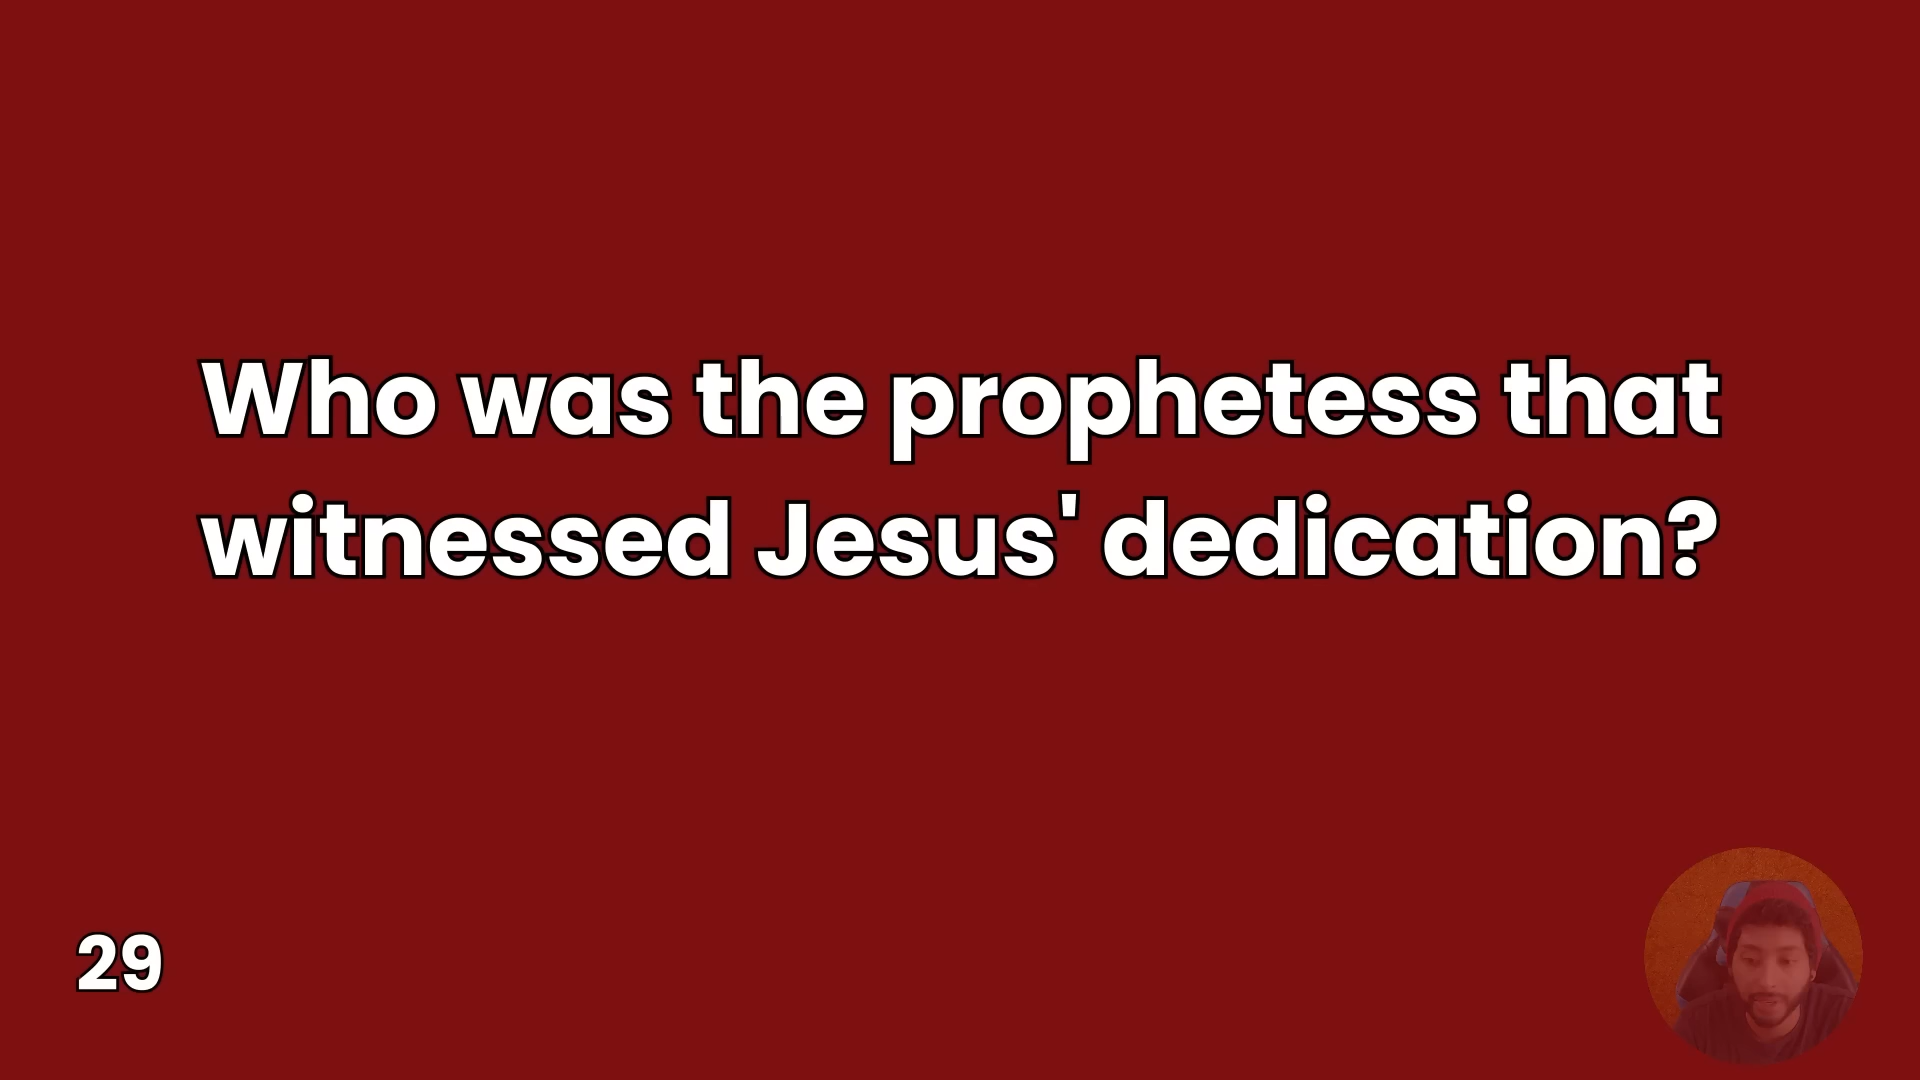 Who was the prophetess that
witnessed Jesus' dedication?
29